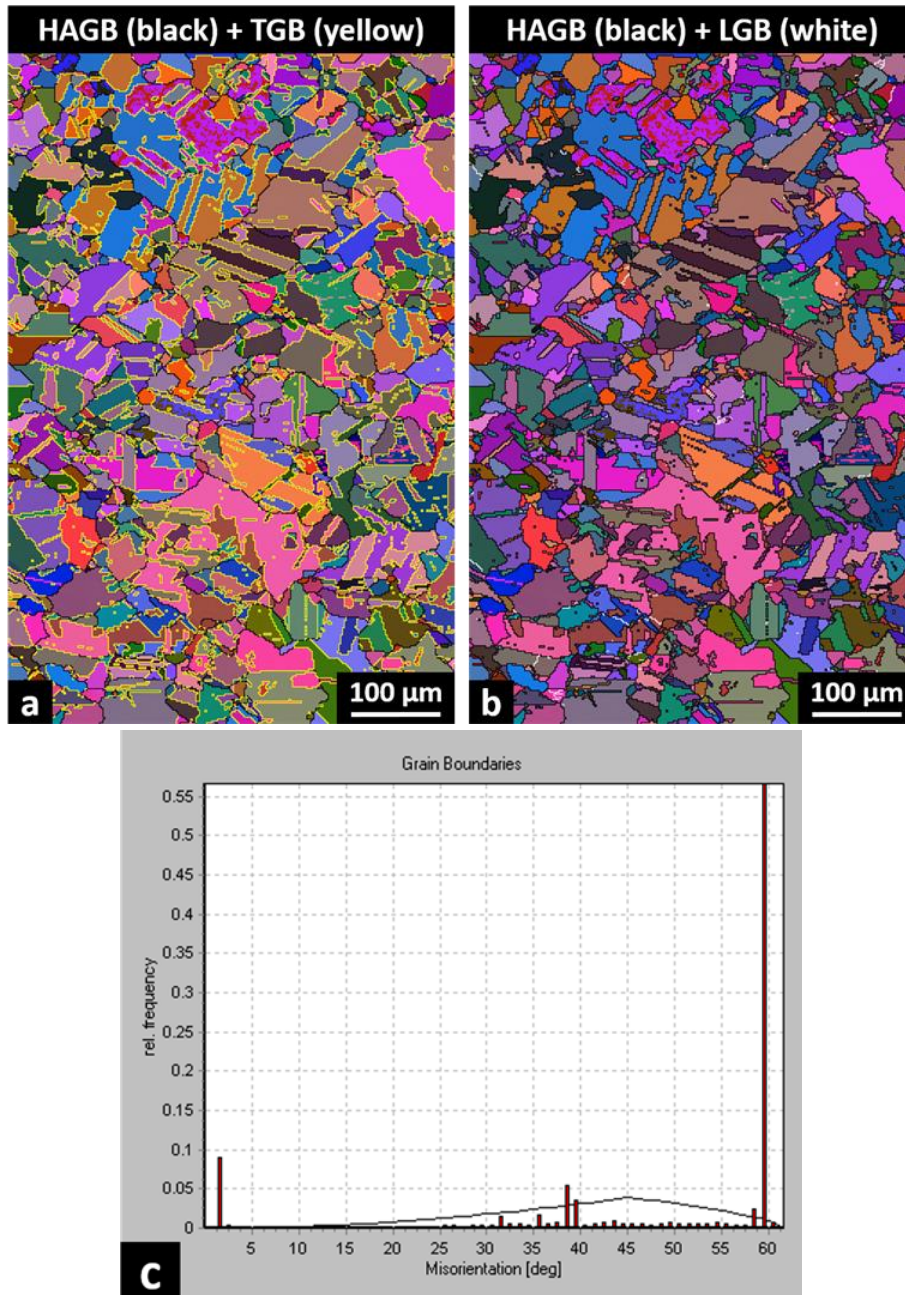 HAGB (black) + TGB (yellow)
HAGB (black) + LGB (white)
a
100 µm
b
100 µm
Grain Boundaries
rel. frequency
0.55
0.5
0.45
0.4
0.35
0.3
0.25
0.2
0.15
0.1
0.05
0
5 10 15 20 25 30 35 40 45 50 55 60
Misorientation [deg]
c